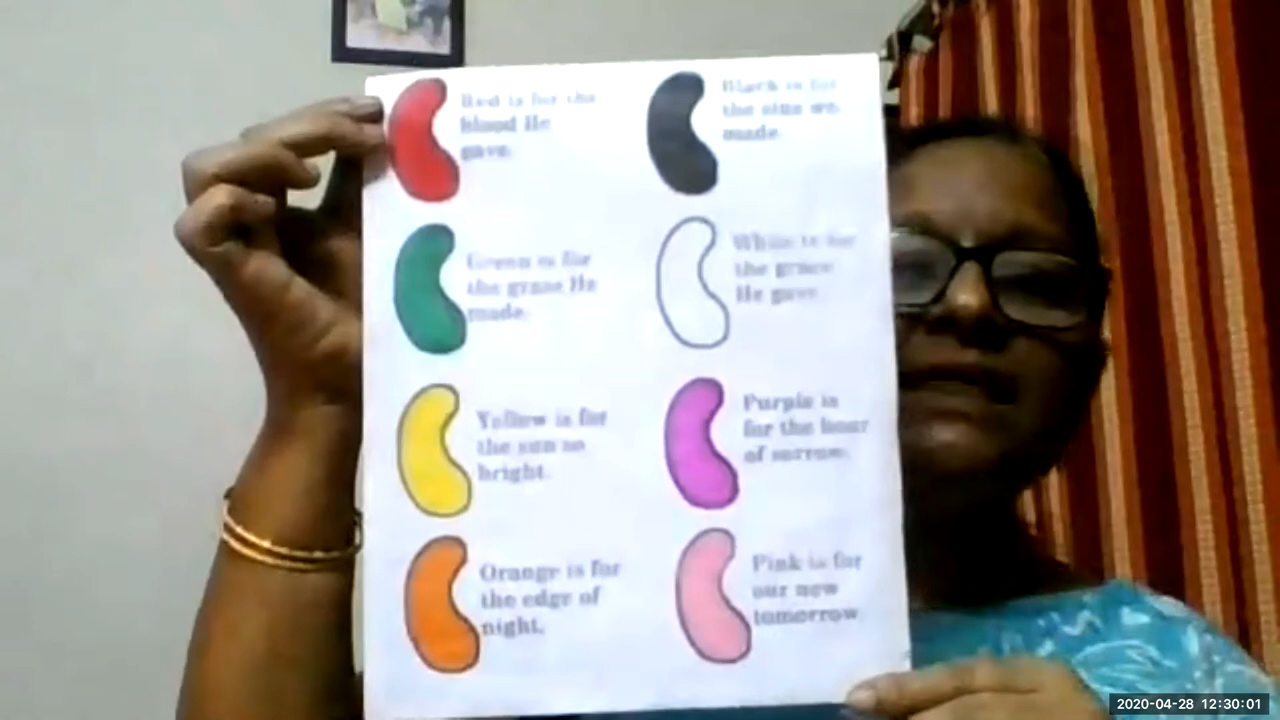 Red is for the
blood He
gave.
Green is for
the grass He
made.
Yellow is for
the sun so
bright.
Orange is for
the edge of
night.
Black is for
the sins we
made.
White is for
the grace
He gave.
Purple is
for the hour
of sorrow.
Pink is for
our new
tomorrow.
2020-04-28 12:30:01